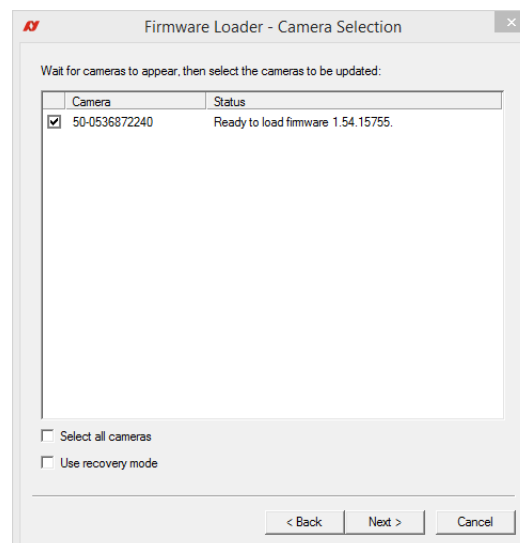 Firmware Loader - Camera Selection
Wait for cameras to appear, then select the cameras to be updated:
Camera Status
50-0536872240 Ready to load firmware 1.54.15755.
Select all cameras
Use recovery mode
< Back Next > Cancel